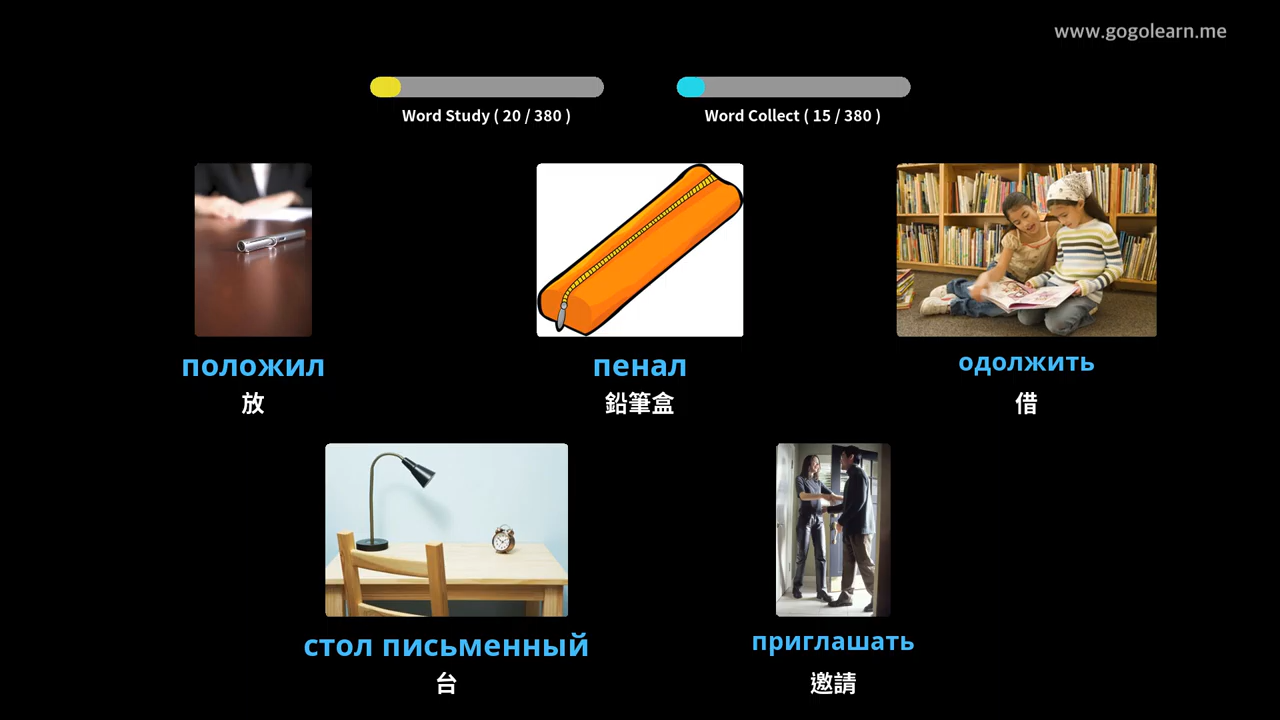 www.gogolearn.me
Word Study ( 20 / 380 )
Word Collect ( 15 / 380 )
положил
放
пенал
鉛筆盒
одолжить
借
стол письменный
台
приглашать
邀請